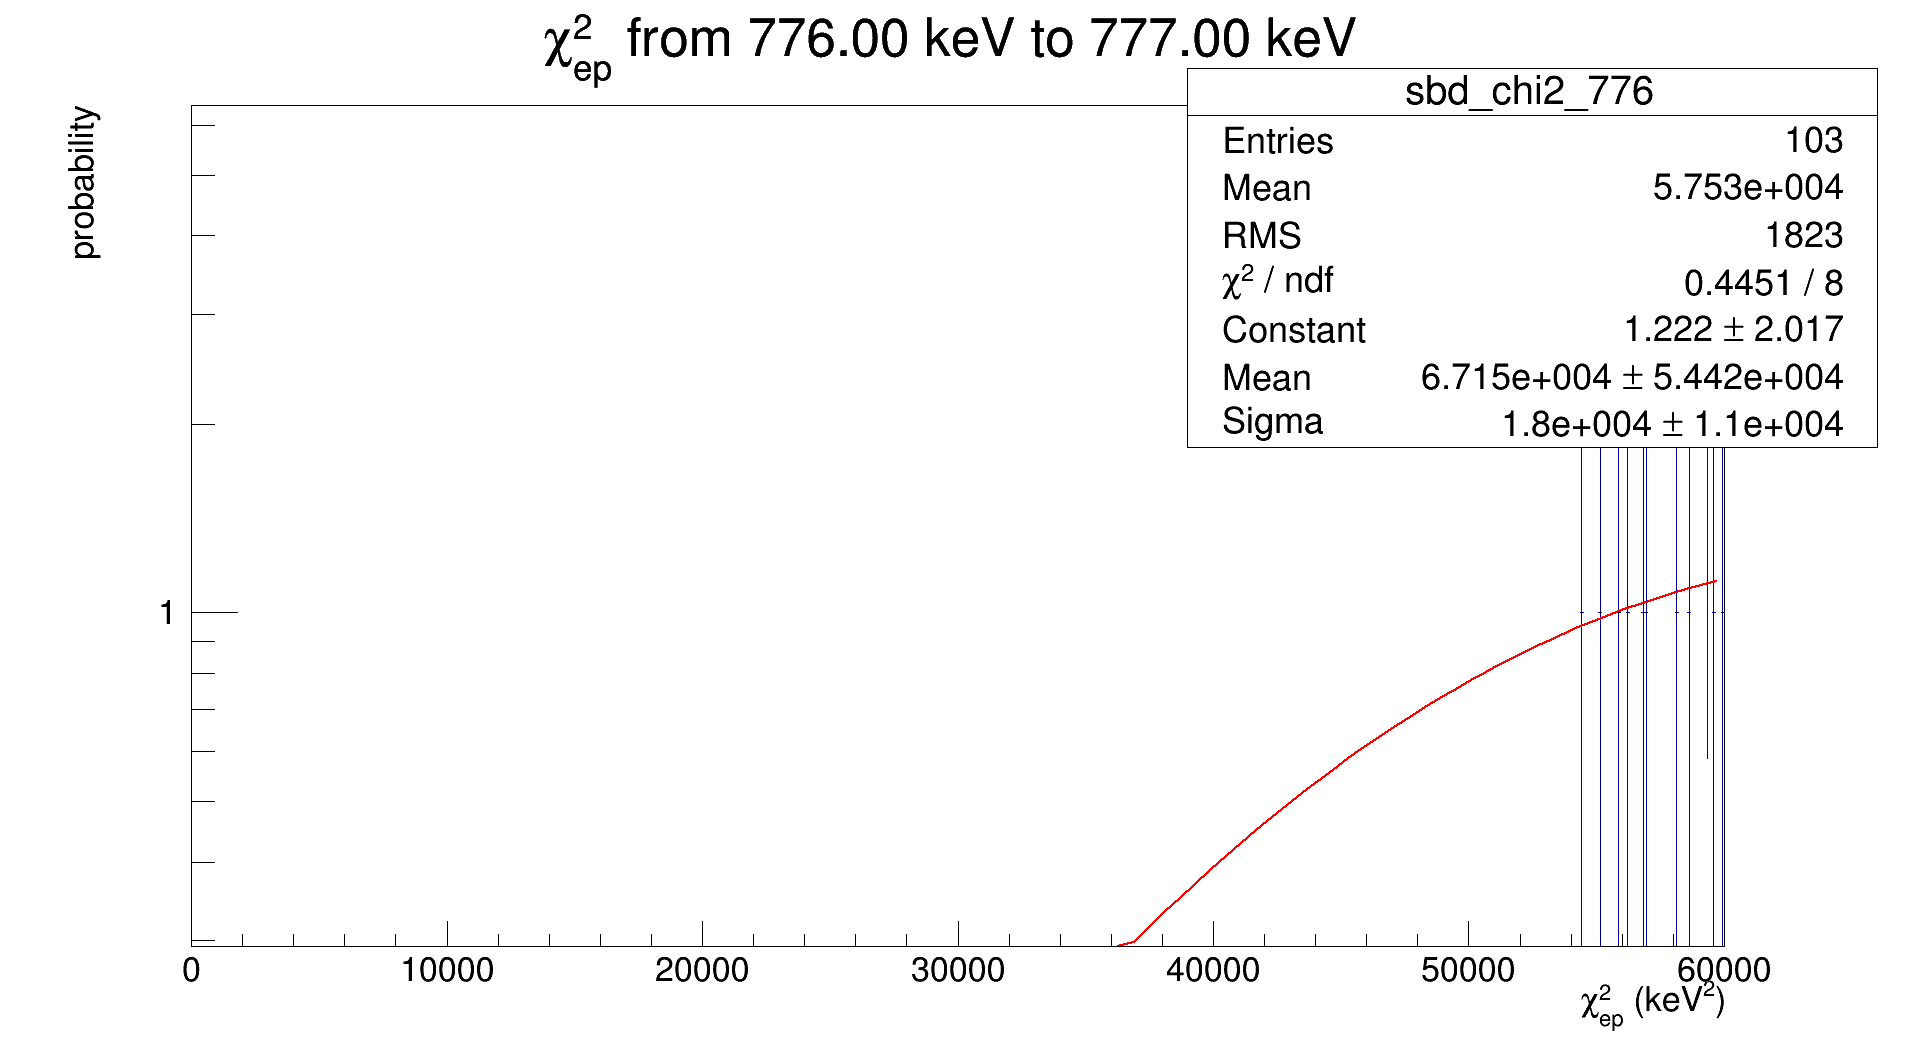 χ²ep from 776.00 keV to 777.00 keV
probability
sbd_chi2_776
Entries 103
Mean 5.753e+004
RMS 1823
χ² / ndf 0.4451 / 8
Constant 1.222 ± 2.017
Mean 6.715e+004 ± 5.442e+004
Sigma 1.8e+004 ± 1.1e+004
1
0 10000 20000 30000 40000 50000 60000
χ²ep (keV²)